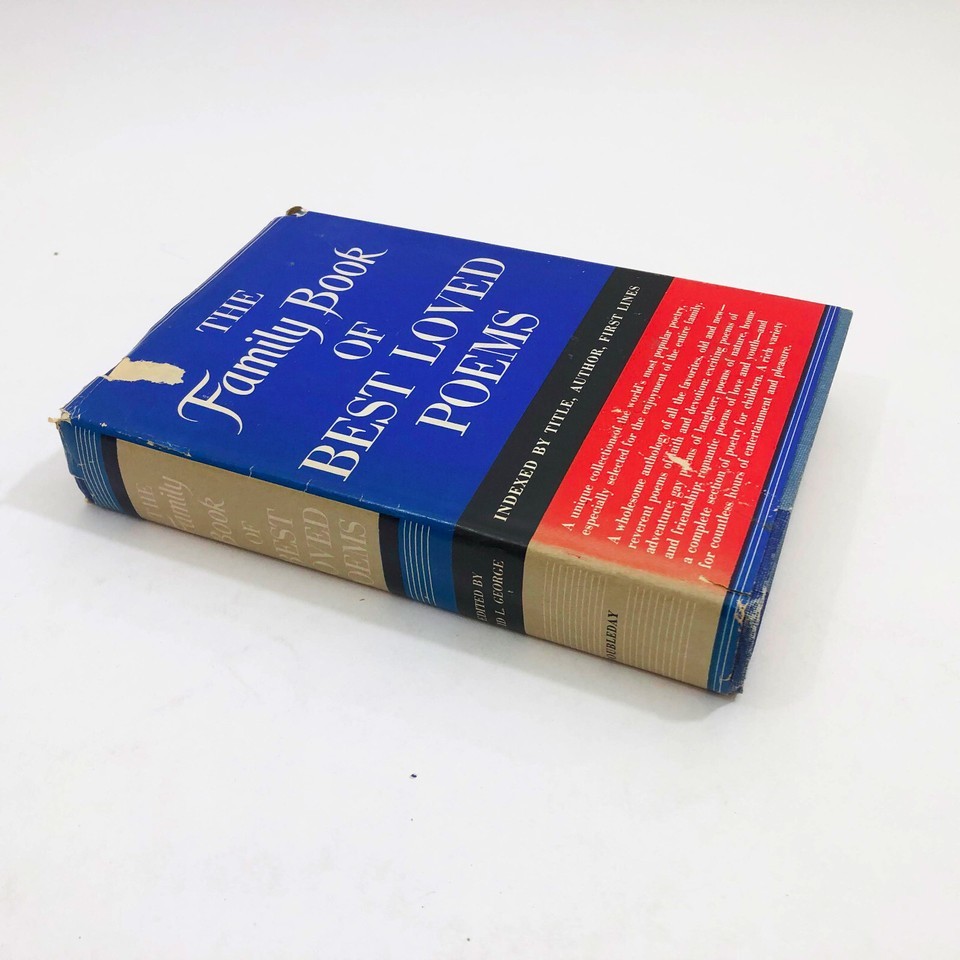 THE
Family Book
OF
BEST LOVED
POEMS
INDEXED BY TITLE, AUTHOR, FIRST LINES
A unique collection of the world's most popular poetry,
especially selected for the enjoyment of the entire family.
A wholesome anthology of all the favorites, old and new—
reverent poems of faith and devotion; exciting poems of
adventure; gay poems of laughter; poems of nature, home
and friendship; romantic poems of love and youth—and
a complete section of poetry for children. A rich variety
for countless hours of entertainment and pleasure.
THE
Family
Book
OF
BEST
LOVED
POEMS
EDITED BY
D L. GEORGE
DOUBLEDAY